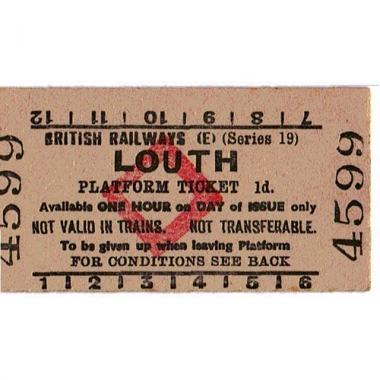 12 | 11 | 10 | 9 | 8 | 7
BRITISH RAILWAYS (E) (Series 19)
LOUTH
PLATFORM TICKET 1d.
Available ONE HOUR on DAY of ISSUE only
NOT VALID IN TRAINS. NOT TRANSFERABLE.
To be given up when leaving Platform
FOR CONDITIONS SEE BACK
1 | 2 | 3 | 4 | 5 | 6
4599
4599